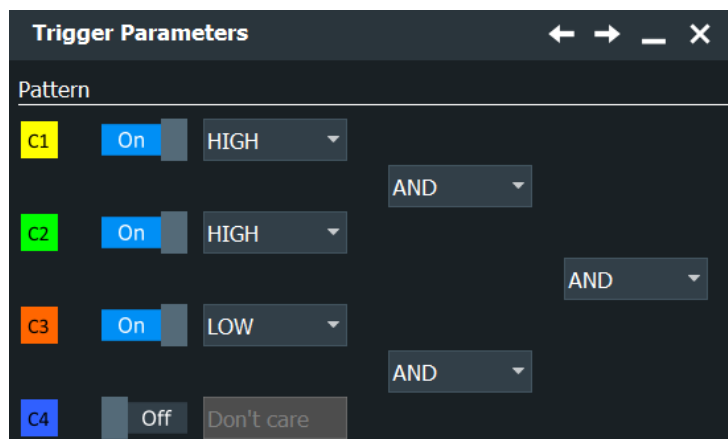 Trigger Parameters
Pattern
C1 On HIGH
AND
C2 On HIGH
AND
C3 On LOW
AND
C4 Off Don't care